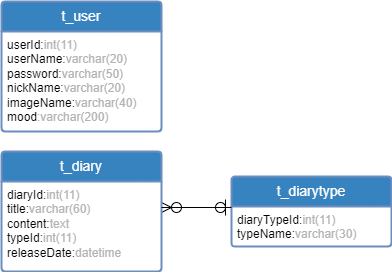 t_user
userId:int(11)
userName:varchar(20)
password:varchar(50)
nickName:varchar(20)
imageName:varchar(40)
mood:varchar(200)
t_diary
diaryId:int(11)
title:varchar(60)
content:text
typeId:int(11)
releaseDate:datetime
t_diarytype
diaryTypeId:int(11)
typeName:varchar(30)